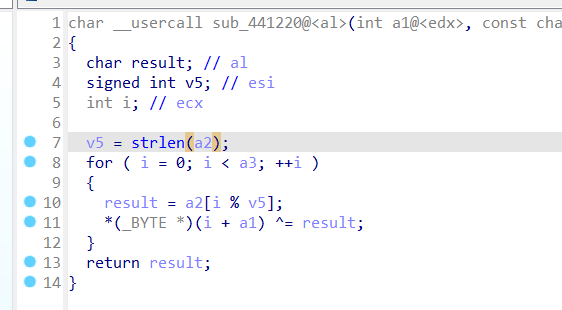 1 char __usercall sub_441220@<al>(int a1@<edx>, const cha
2 {
3   char result; // al
4   signed int v5; // esi
5   int i; // ecx
6
7   v5 = strlen(a2);
8   for ( i = 0; i < a3; ++i )
9   {
10     result = a2[i % v5];
11     *(_BYTE *)(i + a1) ^= result;
12   }
13   return result;
14 }